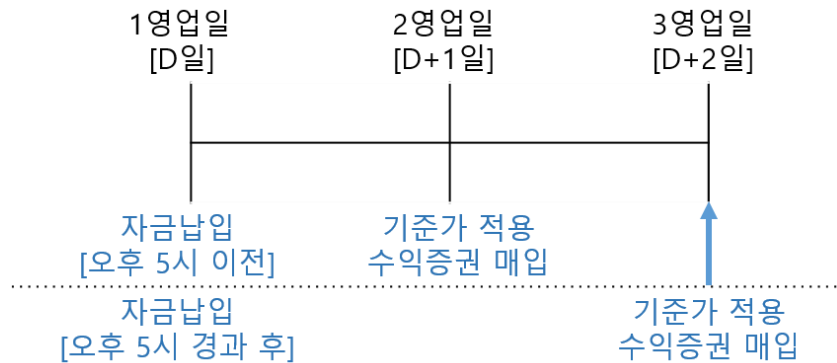 1영업일
[D일]
2영업일
[D+1일]
3영업일
[D+2일]
자금납입
[오후 5시 이전]
기준가 적용
수익증권 매입
자금납입
[오후 5시 경과 후]
기준가 적용
수익증권 매입